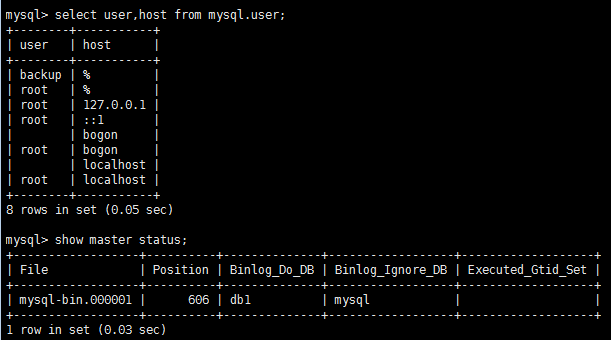 mysql> select user,host from mysql.user;
+--------+-----------+
| user   | host      |
+--------+-----------+
| backup | %         |
| root   | %         |
| root   | 127.0.0.1 |
| root   | ::1       |
|        | bogon     |
| root   | bogon     |
|        | localhost |
| root   | localhost |
+--------+-----------+
8 rows in set (0.05 sec)
mysql> show master status;
+------------------+----------+--------------+------------------+-------------------+
| File             | Position | Binlog_Do_DB | Binlog_Ignore_DB | Executed_Gtid_Set |
+------------------+----------+--------------+------------------+-------------------+
| mysql-bin.000001 |      606 | db1          | mysql            |                   |
+------------------+----------+--------------+------------------+-------------------+
1 row in set (0.03 sec)